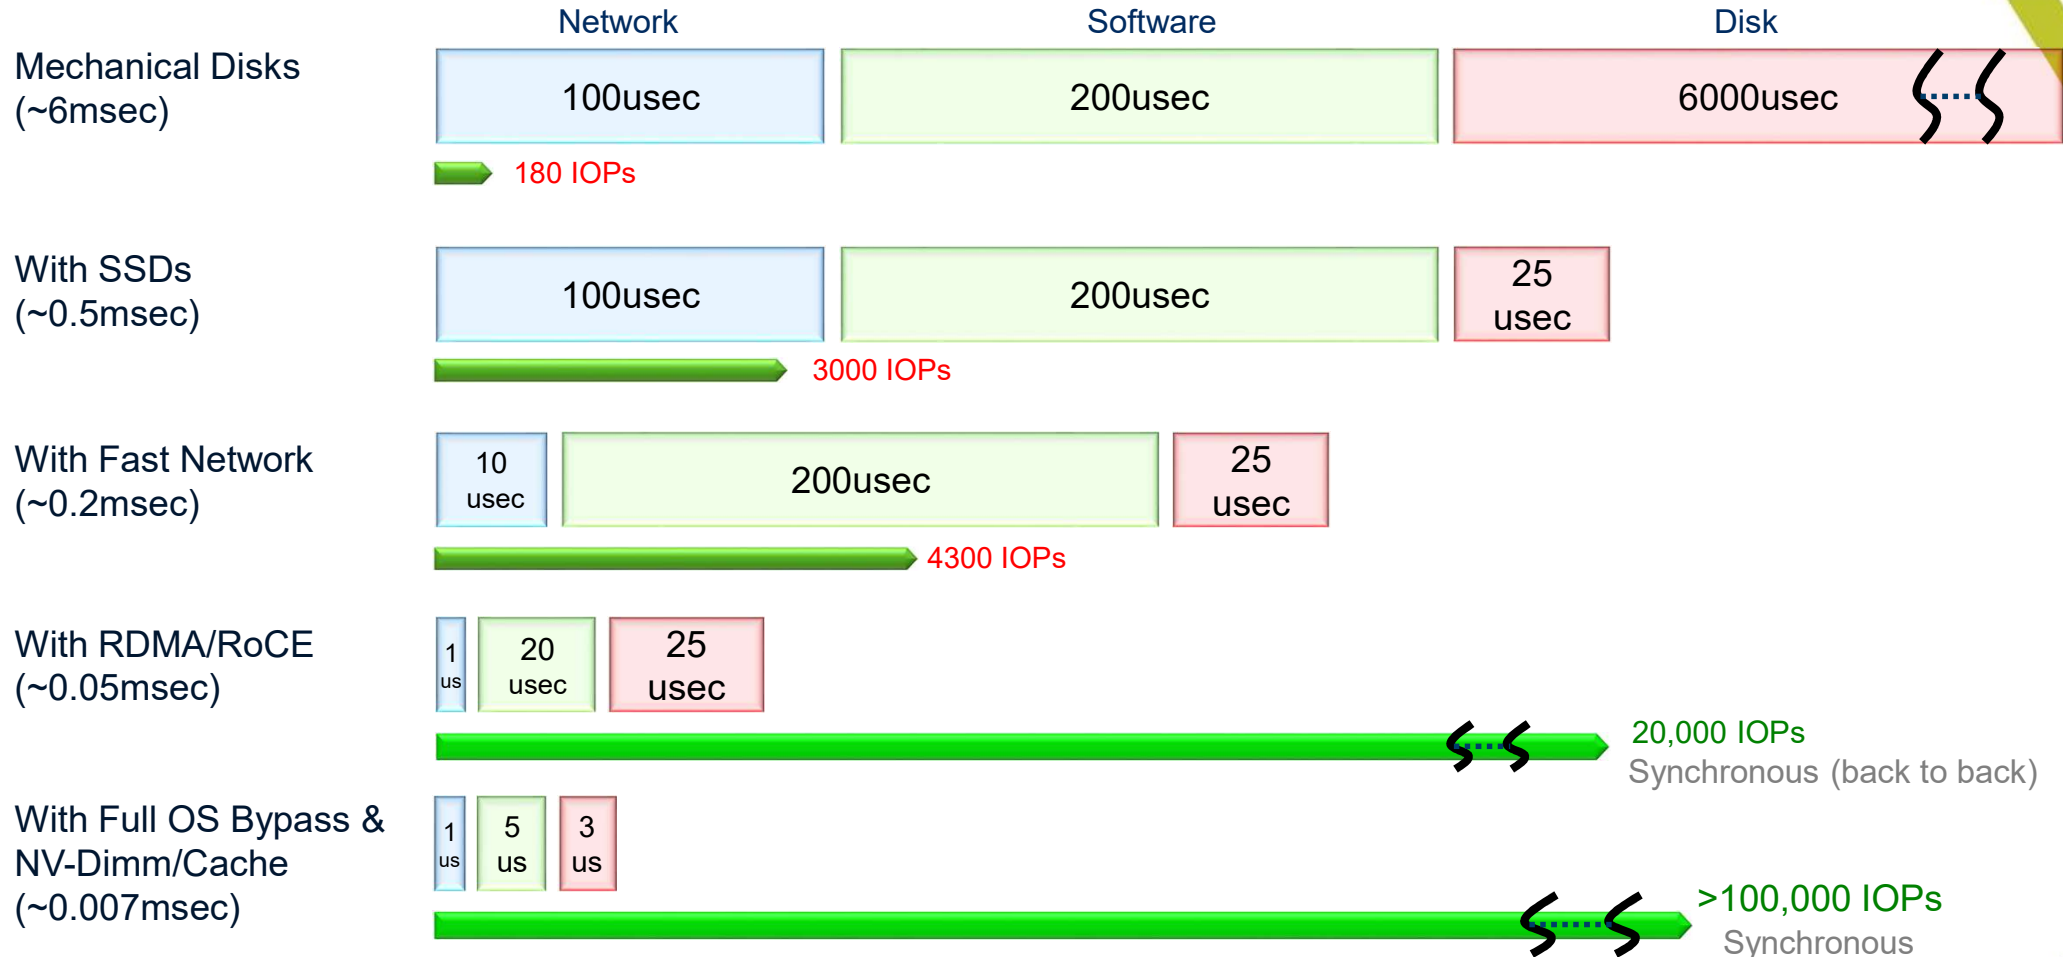 Network
Software
Disk
Mechanical Disks
(~6msec)
100usec
200usec
6000usec
180 IOPs
With SSDs
(~0.5msec)
100usec
200usec
25
usec
3000 IOPs
With Fast Network
(~0.2msec)
10
usec
200usec
25
usec
4300 IOPs
With RDMA/RoCE
(~0.05msec)
1
us
20
usec
25
usec
20,000 IOPs
Synchronous (back to back)
With Full OS Bypass &
NV-Dimm/Cache
(~0.007msec)
1
us
5
us
3
us
>100,000 IOPs
Synchronous